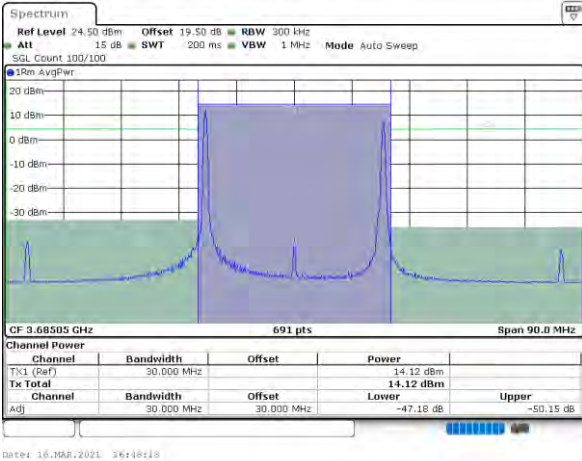 Spectrum
Ref Level 24.50 dBm Offset 19.50 dB RBW 300 kHz
Att 15 dB SWT 200 ms VBW 1 MHz Mode Auto Sweep
SGL Count 100/100
1Rm AvgPwr
20 dBm
10 dBm
0 dBm
-10 dBm
-20 dBm
-30 dBm
CF 3.68505 GHz 691 pts Span 90.0 MHz
Channel Power
Channel Bandwidth Offset Power
TX1 (Ref) 30.000 MHz 14.12 dBm
Tx Total 14.12 dBm
Channel Bandwidth Offset Lower Upper
Adj 30.000 MHz 30.000 MHz -47.18 dB -50.15 dB
Date: 18.MAR.2021 16:48:18